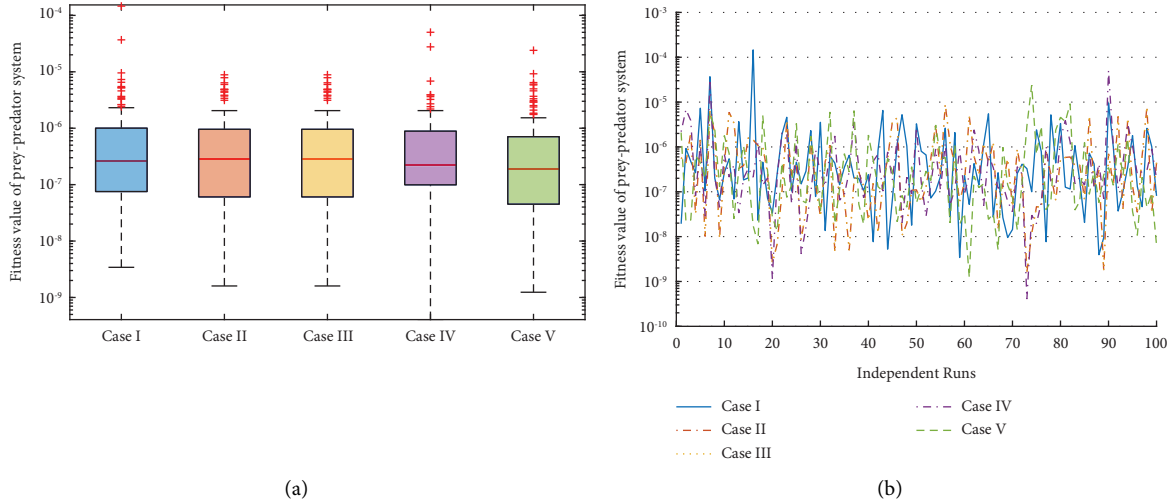 Fitness value of prey-predator system
10-4
10-5
10-6
10-7
10-8
10-9
Case I
Case II
Case III
Case IV
Case V
(a)
Fitness value of prey-predator system
10-3
10-4
10-5
10-6
10-7
10-8
10-9
10-10
0
10
20
30
40
50
60
70
80
90
100
Independent Runs
Case I
Case II
Case III
Case IV
Case V
(b)